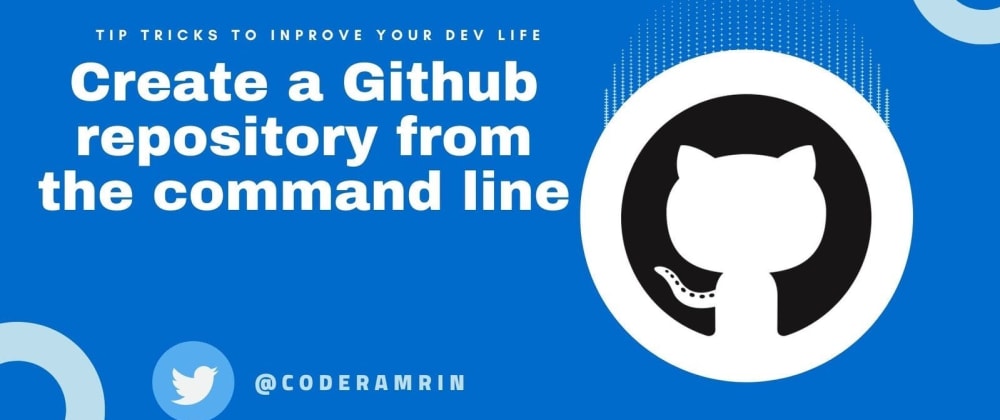 TIP TRICKS TO INPROVE YOUR DEV LIFE
Create a Github
repository from
the command line
@CODERAMRIN